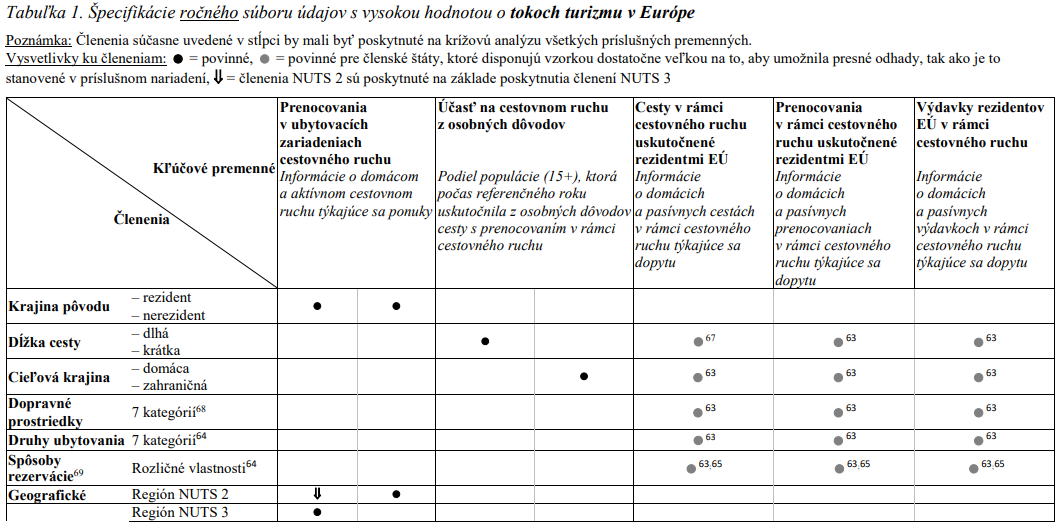 Tabuľka 1. Špecifikácie ročného súboru údajov s vysokou hodnotou o tokoch turizmu v Európe
Poznámka: Členenia súčasne uvedené v stĺpci by mali byť poskytnuté na krížovú analýzu všetkých príslušných premenných.
Vysvetlivky ku členeniam: ● = povinné, ● = povinné pre členské štáty, ktoré disponujú vzorkou dostatočne veľkou na to, aby umožnila presné odhady, tak ako je to
stanovené v príslušnom nariadení, ⇓ = členenia NUTS 2 sú poskytnuté na základe poskytnutia členení NUTS 3
Kľúčové premenné
Členenia
Prenocovania
v ubytovacích
zariadeniach
cestovného ruchu
Informácie o domácom
a aktívnom cestovnom
ruchu týkajúce sa ponuky
Účasť na cestovnom ruchu
z osobných dôvodov
Podiel populácie (15+), ktorá
počas referenčného roku
uskutočnila z osobných dôvodov
cesty s prenocovaním v rámci
cestovného ruchu
Cesty v rámci
cestovného ruchu
uskutočnené
rezidentmi EÚ
Informácie
o domácich
a pasívnych cestách
v rámci cestovného
ruchu týkajúce sa
dopytu
Prenocovania
v rámci cestovného
ruchu uskutočnené
rezidentmi EÚ
Informácie
o domácich
a pasívnych
prenocovaniach
v rámci cestovného
ruchu týkajúce sa
dopytu
Výdavky rezidentov
EÚ v rámci
cestovného ruchu
Informácie
o domácich
a pasívnych
výdavkoch v rámci
cestovného ruchu
týkajúce sa dopytu
Krajina pôvodu
– rezident
– nerezident
● ●
Dĺžka cesty
– dlhá
– krátka
● ● 67 ● 63 ● 63
Cieľová krajina
– domáca
– zahraničná
● ● 63 ● 63 ● 63
Dopravné
prostriedky
7 kategórií68
● 63 ● 63 ● 63
Druhy ubytovania 7 kategórií64 ● 63 ● 63 ● 63
Spôsoby
rezervácie69
Rozličné vlastnosti64
● 63,65 ● 63,65 ● 63,65
Geografické Región NUTS 2 ⇓ ●
Región NUTS 3 ●